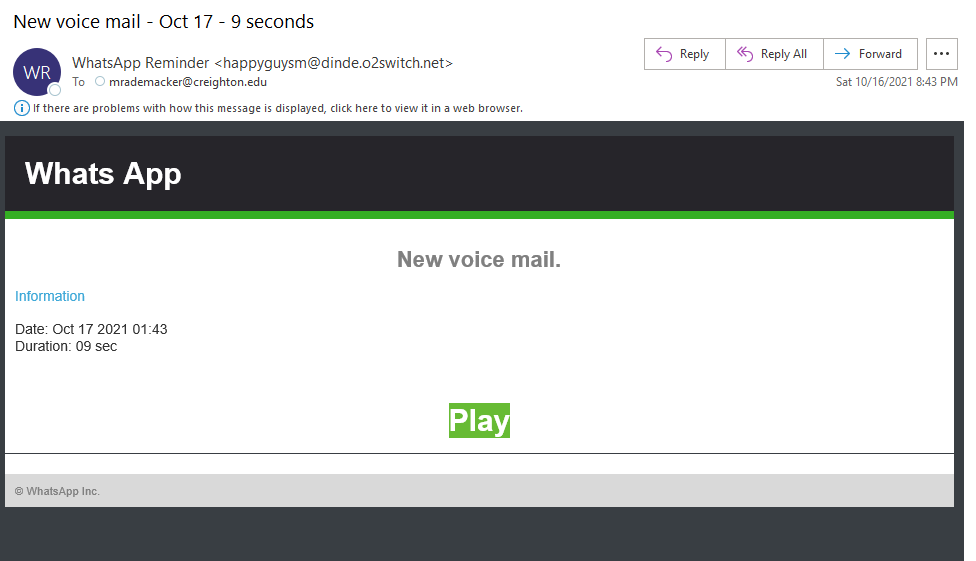 New voice mail - Oct 17 - 9 seconds
WR
WhatsApp Reminder <happyguysm@dinde.o2switch.net>
To mrademacker@creighton.edu
Reply
Reply All
Forward
Sat 10/16/2021 8:43 PM
If there are problems with how this message is displayed, click here to view it in a web browser.
Whats App
New voice mail.
Information
Date: Oct 17 2021 01:43
Duration: 09 sec
Play
© WhatsApp Inc.